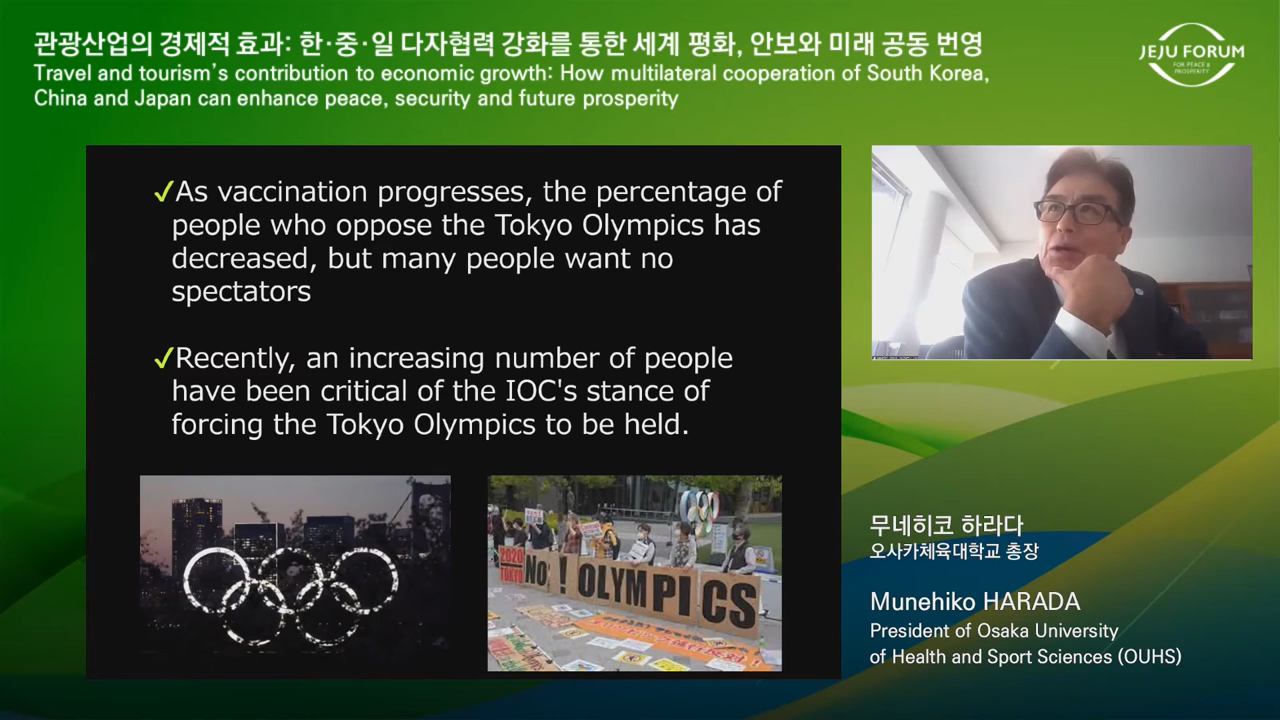 관광산업의 경제적 효과: 한·중·일 다자협력 강화를 통한 세계 평화, 안보와 미래 공동 번영
Travel and tourism's contribution to economic growth: How multilateral cooperation of South Korea,
China and Japan can enhance peace, security and future prosperity
JEJU FORUM
FOR PEACE &
PROSPERITY
✓As vaccination progresses, the percentage of
people who oppose the Tokyo Olympics has
decreased, but many people want no
spectators
✓Recently, an increasing number of people
have been critical of the IOC's stance of
forcing the Tokyo Olympics to be held.
2020
TOKYO
No! OLYMPICS
무네히코 하라다
오사카체육대학교 총장
Munehiko HARADA
President of Osaka University
of Health and Sport Sciences (OUHS)